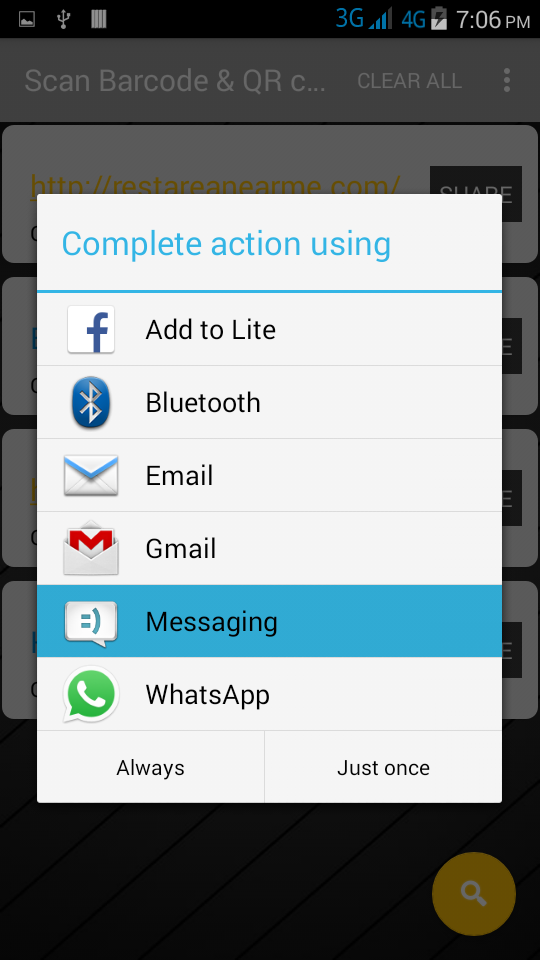 3G 4G 7:06 PM
Scan Barcode & QR c... CLEAR ALL
http://restareanearme.com/
SHARE
Complete action using
Add to Lite
Bluetooth
Email
Gmail
Messaging
WhatsApp
Always Just once